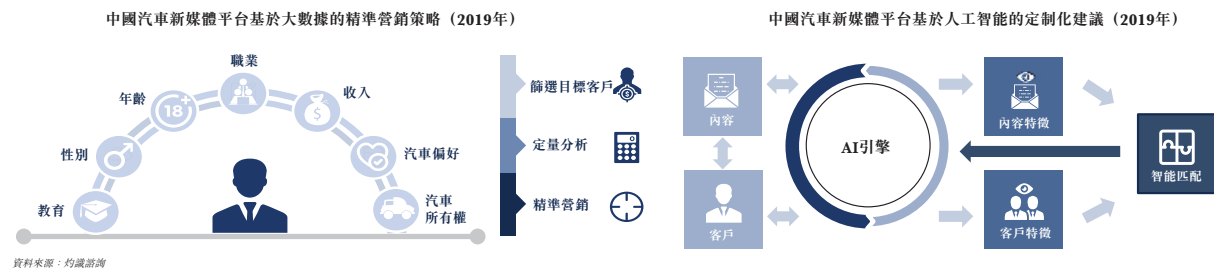 中國汽車新媒體平台基於大數據的精準營銷策略（2019年）
職業
年齡
18+
收入
性別
汽車偏好
教育
汽車
所有權
篩選目標客戶
定量分析
精準營銷
資料來源：灼識諮詢
中國汽車新媒體平台基於人工智能的定制化建議（2019年）
內容
客戶
AI引擎
內容特徵
客戶特徵
智能匹配